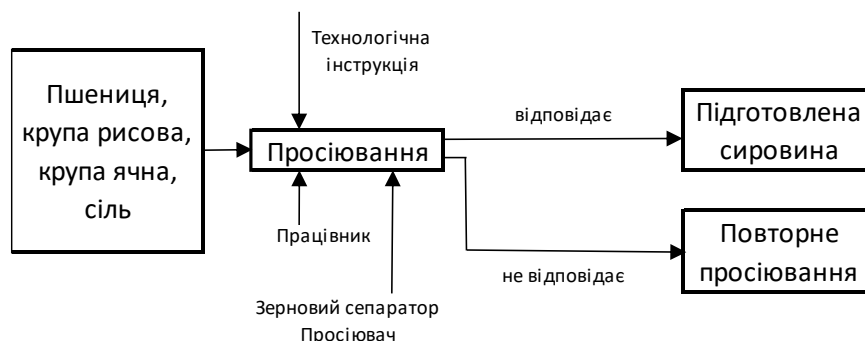 Технологічна
інструкція
Пшениця,
крупа рисова,
крупа ячна,
сіль
Просіювання
відповідає
Підготовлена
сировина
Працівник
не відповідає
Повторне
просіювання
Зерновий сепаратор
Просіювач